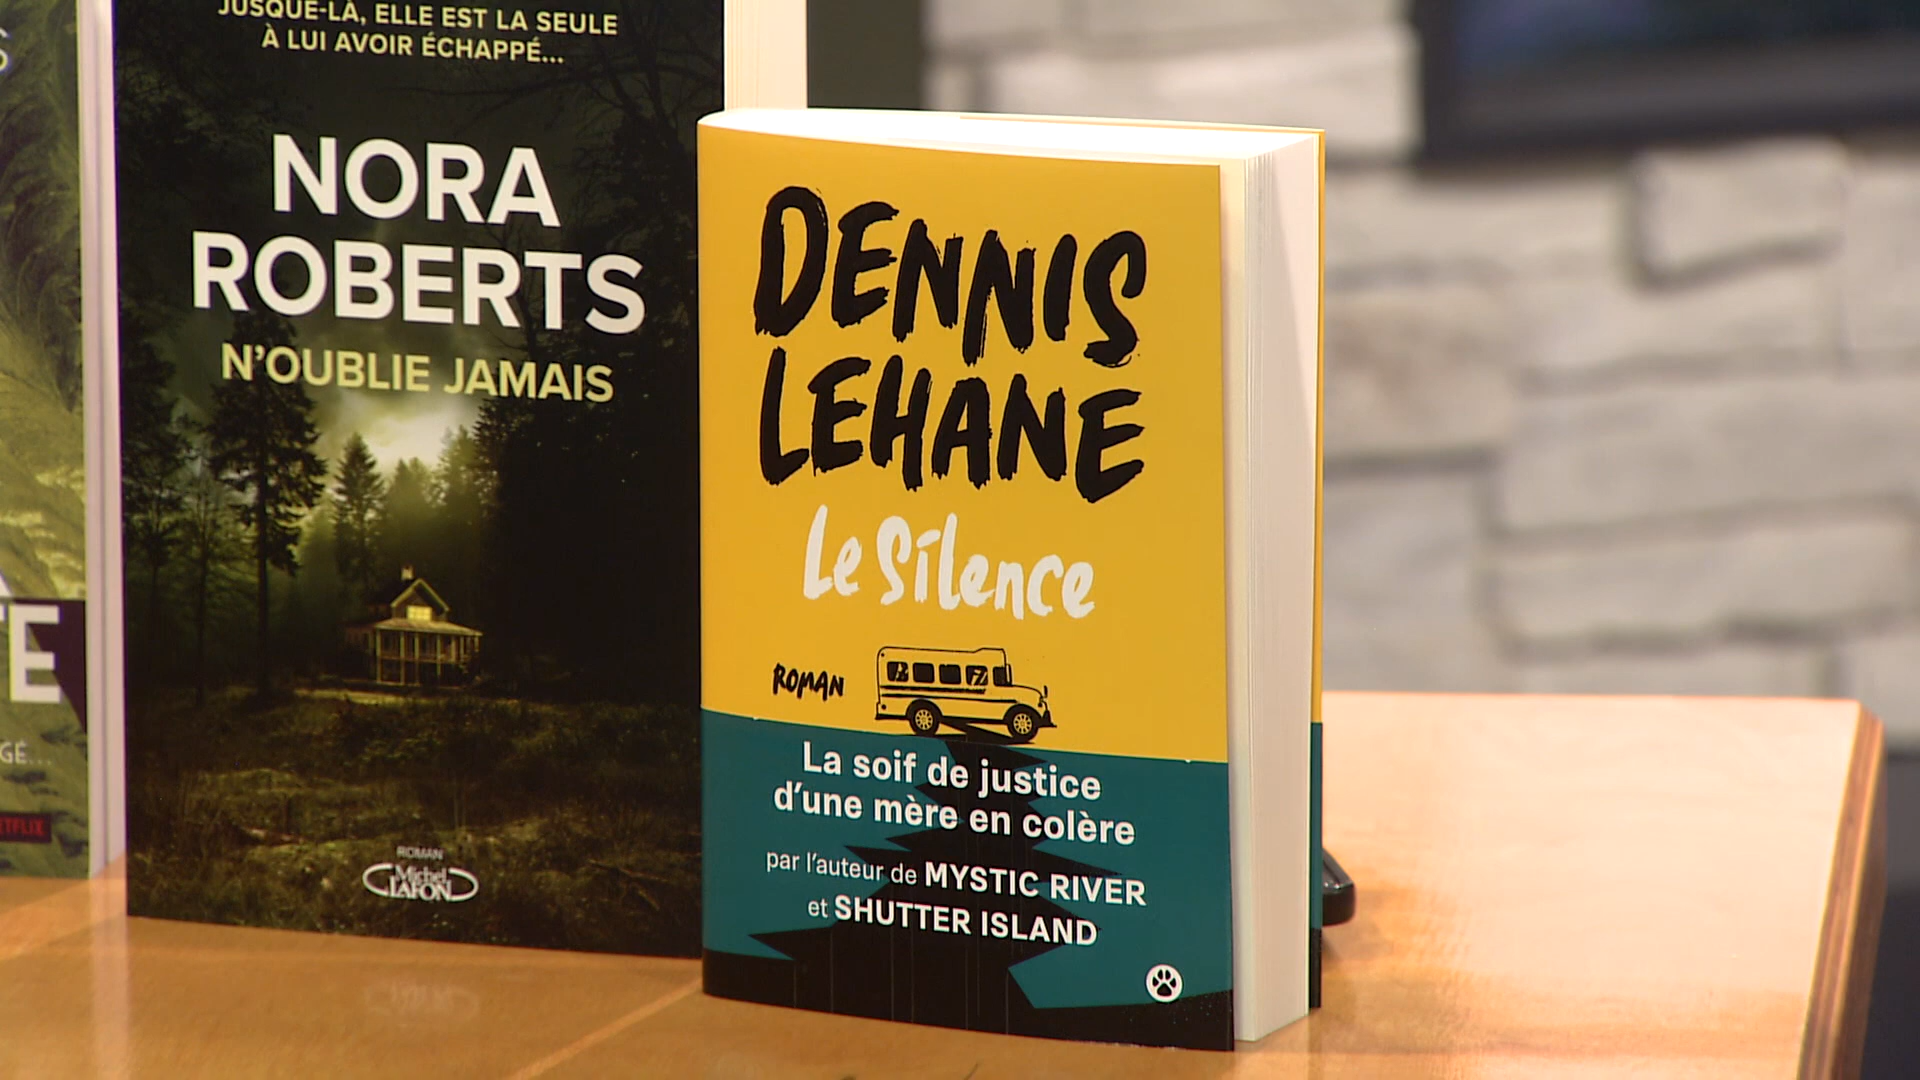 JUSQUE-LÀ, ELLE EST LA SEULE
À LUI AVOIR ÉCHAPPÉ...
NORA
ROBERTS
N'OUBLIE JAMAIS
ROMAN
Michel
LAFON
DENNIS
LEHANE
Le Silence
ROMAN
La soif de justice
d'une mère en colère
par l'auteur de MYSTIC RIVER
et SHUTTER ISLAND